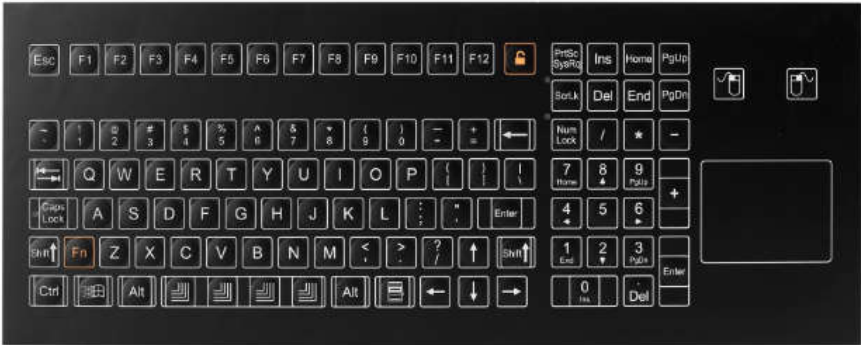 Esc F1 F2 F3 F4 F5 F6 F7 F8 F9 F10 F11 F12 PrtSc SysRq Ins Home PgUp
ScrLk Del End PgDn
~ ! 1 @ 2 # 3 $ 4 % 5 ^ 6 & 7 * 8 ( 9 ) 0 — - + = Num Lock / * -
Q W E R T Y U I O P { [ } ] | \ 7 Home 8 9 PgUp +
Caps Lock A S D F G H J K L : ; " ' Enter 4 5 6
Shift Fn Z X C V B N M < , > . ? / Shift 1 End 2 3 PgDn Enter
Ctrl Alt Alt 0 Ins . Del